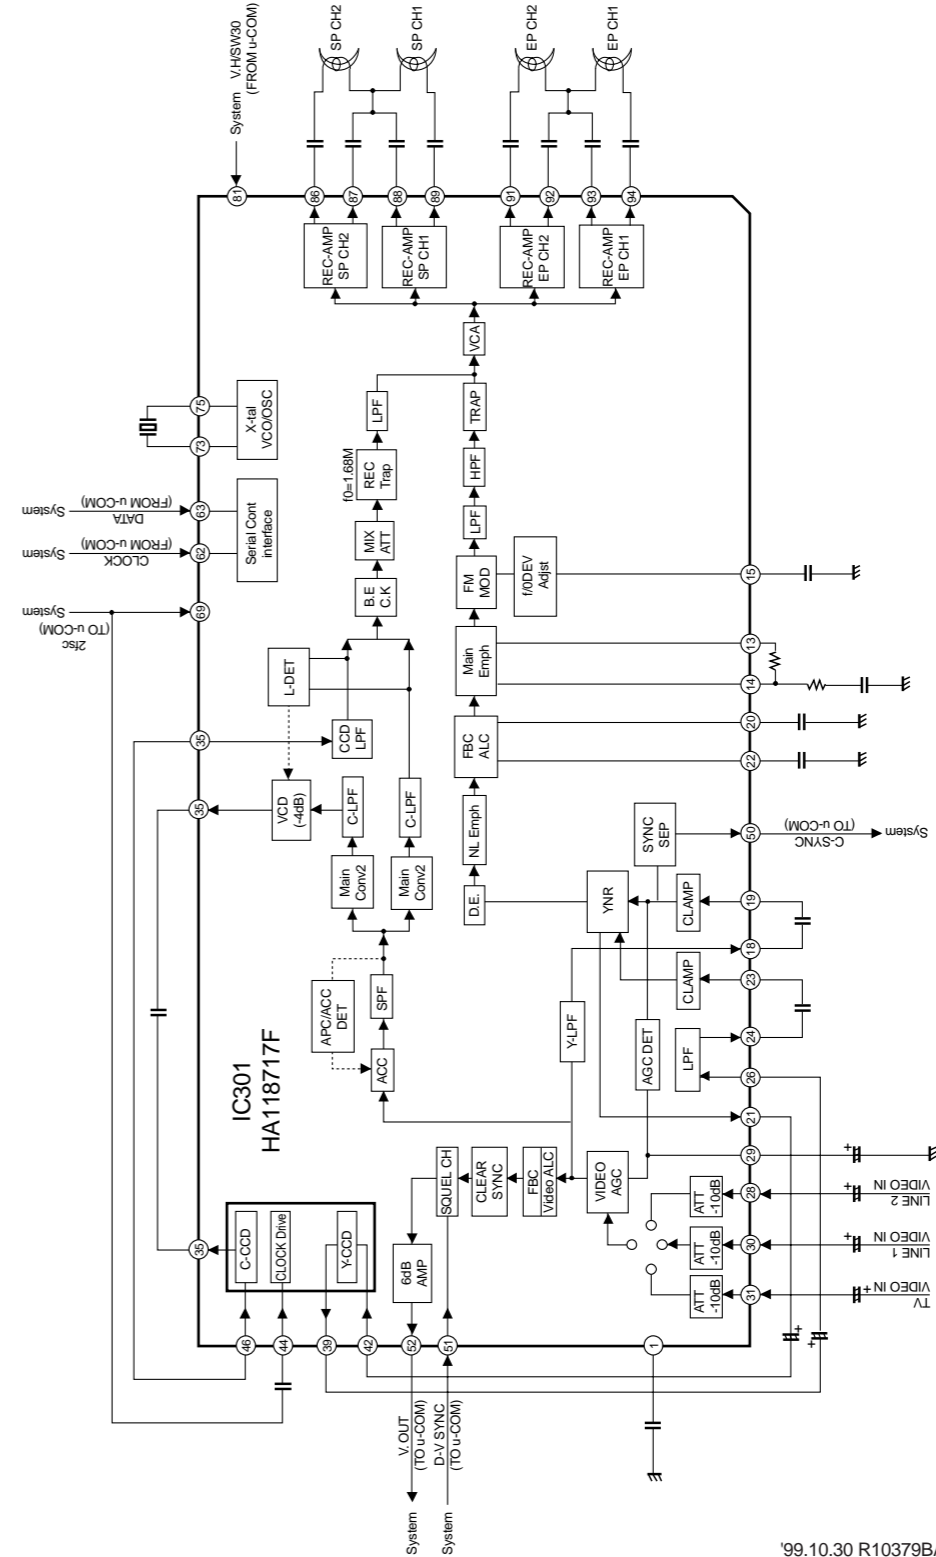 SP CH2
SP CH1
EP CH2
EP CH1
System V.H/SW30
(FROM u-COM)
81
86
87
88
89
91
92
93
94
REC-AMP
SP CH2
REC-AMP
SP CH1
REC-AMP
EP CH2
REC-AMP
EP CH1
VCA
75
73
X-tal
VCO/OSC
System
DATA
(FROM u-COM)
63
System
CLOCK
(FROM u-COM)
62
Serial Cont
interface
System
2fsc
(TO u-COM)
69
LPF
f0=1.68M
REC
Trap
MIX
ATT
B.E
C.K
TRAP
HPF
LPF
FM
MOD
f/0DEV
Adjst
15
Main
Emph
13
14
FBC
ALC
20
22
NL Emph
D.E.
L-DET
CCD
LPF
35
VCD
(-4dB)
35
C-LPF
C-LPF
Main
Conv2
Main
Conv2
APC/ACC
DET
SPF
ACC
SYNC
SEP
50
C-SYNC
(TO u-COM)
System
YNR
CLAMP
19
18
CLAMP
23
Y-LPF
AGC DET
LPF
24
26
21
29
IC301
HA118717F
C-CCD
CLOCK Drive
Y-CCD
35
SQUEL CH
CLEAR
SYNC
FBC
Video ALC
VIDEO
AGC
6dB
AMP
ATT
-10dB
ATT
-10dB
ATT
-10dB
28
30
31
+
LINE 2
VIDEO IN
+
LINE 1
VIDEO IN
+
TV
VIDEO IN
+
+
+
46
44
39
42
52
51
1
V. OUT
(TO u-COM)
System
D-V SYNC
(TO u-COM)
System
'99.10.30 R10379B/